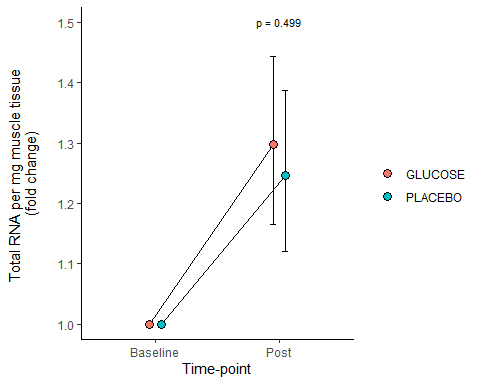 p = 0.499
1.5
1.4
1.3
1.2
1.1
1.0
Total RNA per mg muscle tissue
(fold change)
Baseline
Post
Time-point
GLUCOSE
PLACEBO